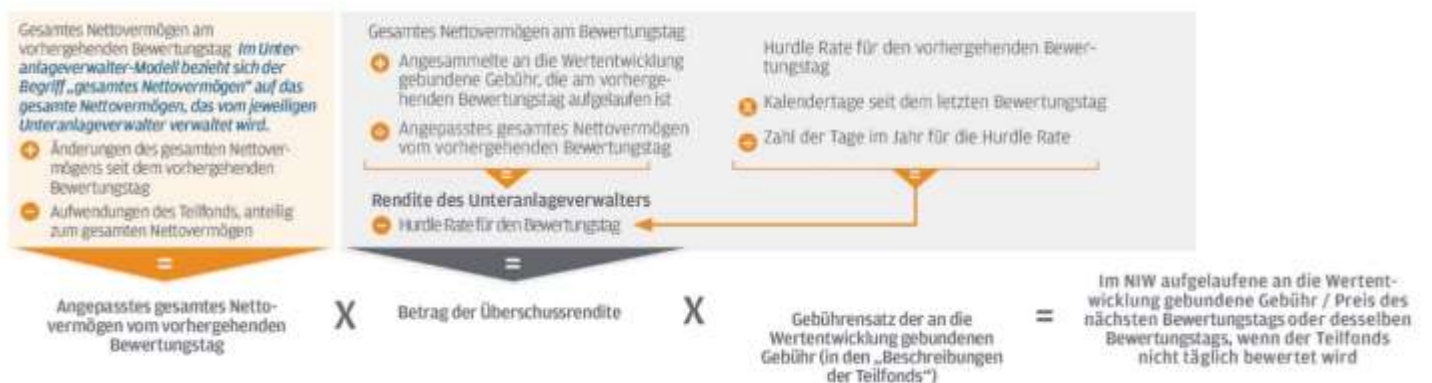 Gesamtes Nettovermögen am
vorhergehenden Bewertungstag Im Unter-
anlageverwalter-Modell bezieht sich der
Begriff „gesamtes Nettovermögen“ auf das
gesamte Nettovermögen, das vom jeweiligen
Unteranlageverwalter verwaltet wird.
+ Änderungen des gesamten Nettover-
mögens seit dem vorhergehenden
Bewertungstag
− Aufwendungen des Teilfonds, anteilig
zum gesamten Nettovermögen
=
Angepasstes gesamtes Netto-
vermögen vom vorhergehenden
Bewertungstag
X
Gesamtes Nettovermögen am Bewertungstag
+ Angesammelte an die Wertentwicklung
gebundene Gebühr, die am vorherge-
henden Bewertungstag aufgelaufen ist
÷ Angepasstes gesamtes Nettovermögen
vom vorhergehenden Bewertungstag
=
Rendite des Unteranlageverwalters
− Hurdle Rate für den Bewertungstag
=
Betrag der Überschussrendite
Hurdle Rate für den vorhergehenden Bewer-
tungstag
x Kalendertage seit dem letzten Bewertungstag
÷ Zahl der Tage im Jahr für die Hurdle Rate
=
X
Gebührensatz der an die
Wertentwicklung gebundenen
Gebühr (in den „Beschreibungen
der Teilfonds“)
=
Im NIW aufgelaufene an die Wertent-
wicklung gebundene Gebühr / Preis des
nächsten Bewertungstags oder desselben
Bewertungstags, wenn der Teilfonds
nicht täglich bewertet wird